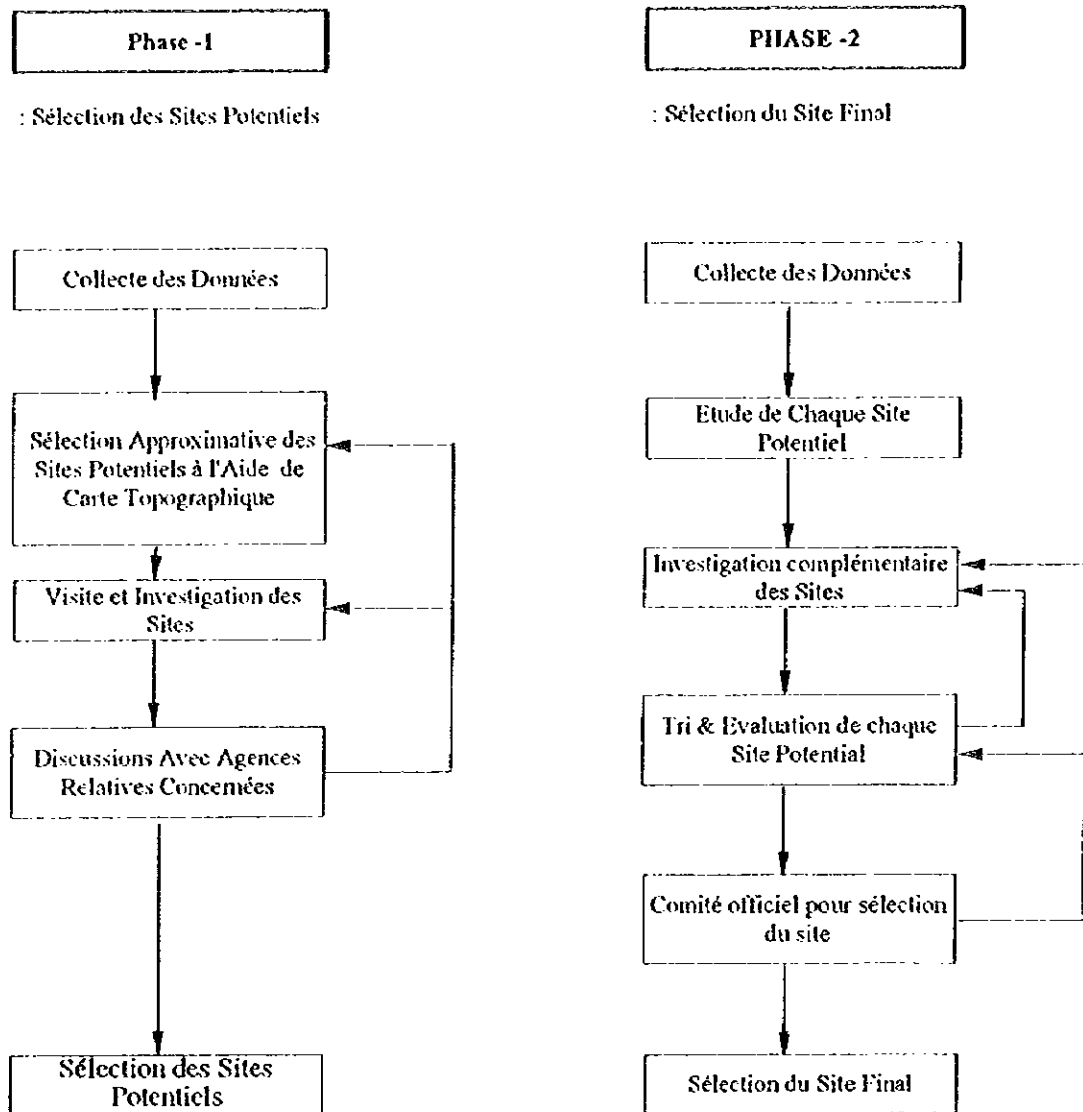 Phase -1
: Sélection des Sites Potentiels
Collecte des Données
Sélection Approximative des
Sites Potentiels à l'Aide de
Carte Topographique
Visite et Investigation des
Sites
Discussions Avec Agences
Relatives Concernées
Sélection des Sites
Potentiels
PHASE -2
: Sélection du Site Final
Collecte des Données
Etude de Chaque Site
Potentiel
Investigation complémentaire
des Sites
Tri & Evaluation de chaque
Site Potential
Comité officiel pour sélection
du site
Sélection du Site Final